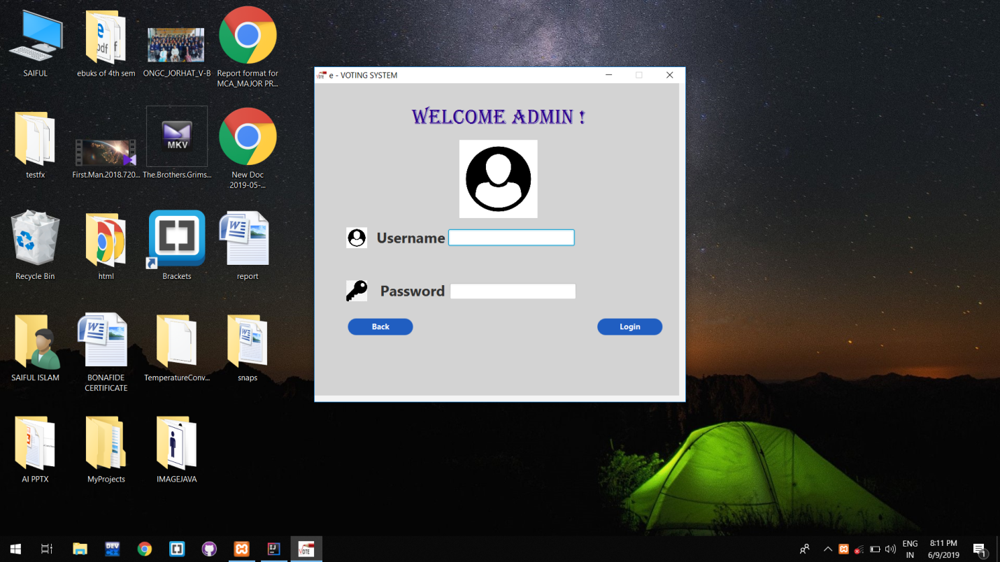 SAIFUL
ebuks of 4th sem
ONGC_JORHAT_V-B
Report format for
MCA_MAJOR PR...
testfx
First.Man.2018.720...
MKV
The.Brothers.Grims...
New Doc
2019-05-...
Recycle Bin
html
Brackets
report
SAIFUL ISLAM
BONAFIDE
CERTIFICATE
TemperatureConv...
snaps
AI PPTX
MyProjects
IMAGEJAVA
e - VOTING SYSTEM
WELCOME ADMIN !
Username
Password
Back
Login
DEV
IJ
VOTE
ENG
IN
8:11 PM
6/9/2019
1